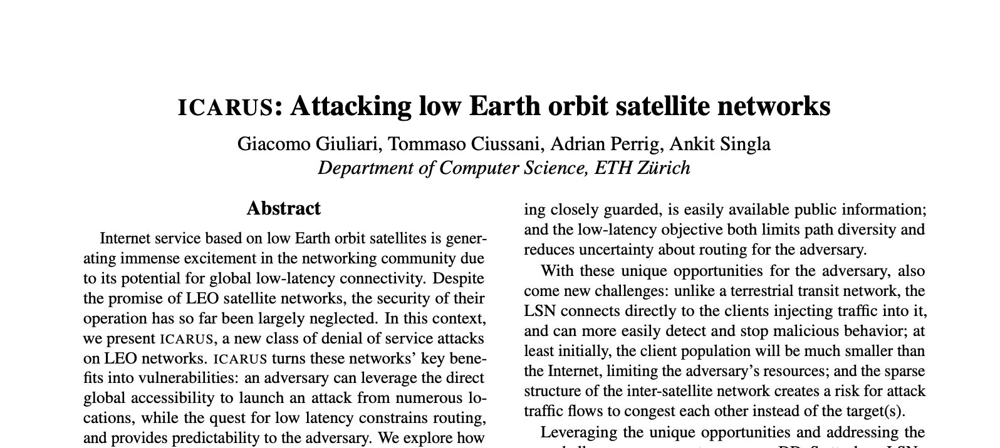 ICARUS: Attacking low Earth orbit satellite networks
Giacomo Giuliari, Tommaso Ciussani, Adrian Perrig, Ankit Singla
Department of Computer Science, ETH Zürich
Abstract
Internet service based on low Earth orbit satellites is gener-
ating immense excitement in the networking community due
to its potential for global low-latency connectivity. Despite
the promise of LEO satellite networks, the security of their
operation has so far been largely neglected. In this context,
we present ICARUS, a new class of denial of service attacks
on LEO networks. ICARUS turns these networks' key bene-
fits into vulnerabilities: an adversary can leverage the direct
global accessibility to launch an attack from numerous lo-
cations, while the quest for low latency constrains routing,
and provides predictability to the adversary. We explore how
ing closely guarded, is easily available public information;
and the low-latency objective both limits path diversity and
reduces uncertainty about routing for the adversary.
With these unique opportunities for the adversary, also
come new challenges: unlike a terrestrial transit network, the
LSN connects directly to the clients injecting traffic into it,
and can more easily detect and stop malicious behavior; at
least initially, the client population will be much smaller than
the Internet, limiting the adversary's resources; and the sparse
structure of the inter-satellite network creates a risk for attack
traffic flows to congest each other instead of the target(s).
Leveraging the unique opportunities and addressing the